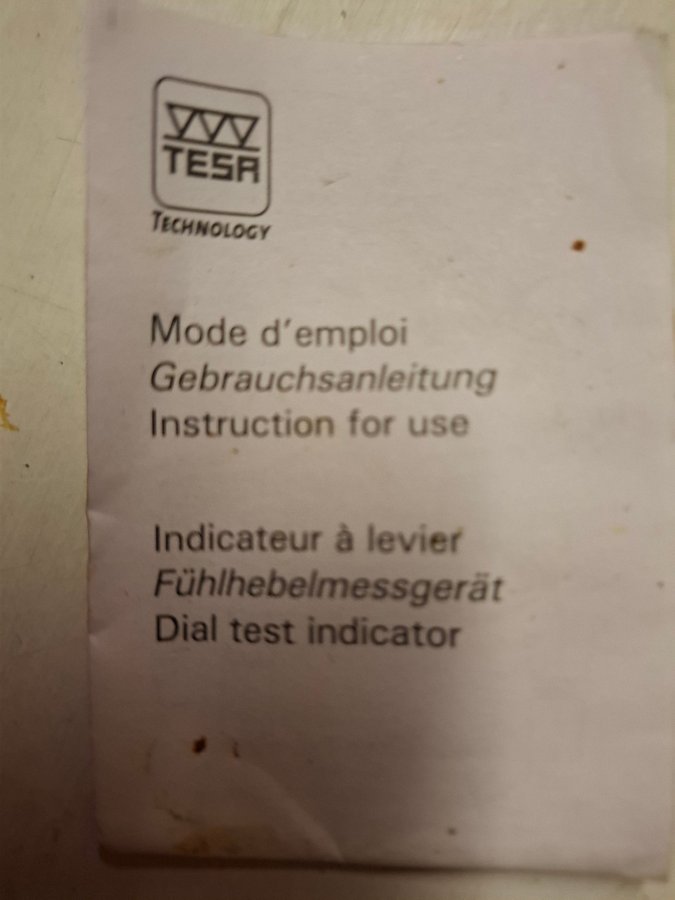 TESA
TECHNOLOGY
Mode d'emploi
Gebrauchsanleitung
Instruction for use
Indicateur à levier
Fühlhebelmessgerät
Dial test indicator